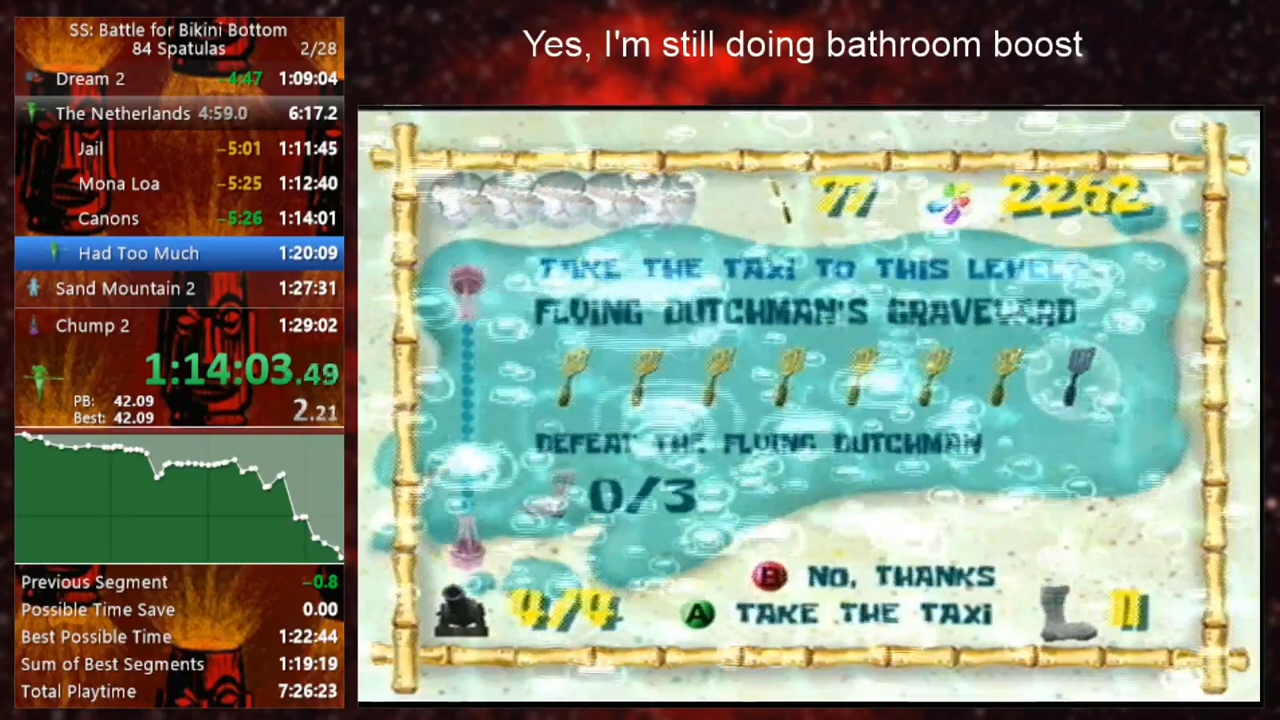 SS: Battle for Bikini Bottom
84 Spatulas 2/28
Dream 2 -4:47 1:09:04
The Netherlands 4:59.0 6:17.2
Jail -5:01 1:11:45
Mona Loa -5:25 1:12:40
Canons -5:26 1:14:01
Had Too Much 1:20:09
Sand Mountain 2 1:27:31
Chump 2 1:29:02
1:14:03.49
PB: 42.09
Best: 42.09 2.21
Previous Segment -0.8
Possible Time Save 0.00
Best Possible Time 1:22:44
Sum of Best Segments 1:19:19
Total Playtime 7:26:23
Yes, I'm still doing bathroom boost
77 2262
TAKE THE TAXI TO THIS LEVEL?
FLYING DUTCHMAN'S GRAVEYARD
DEFEAT THE FLYING DUTCHMAN
0/3
B NO, THANKS
4/4 A TAKE THE TAXI 11